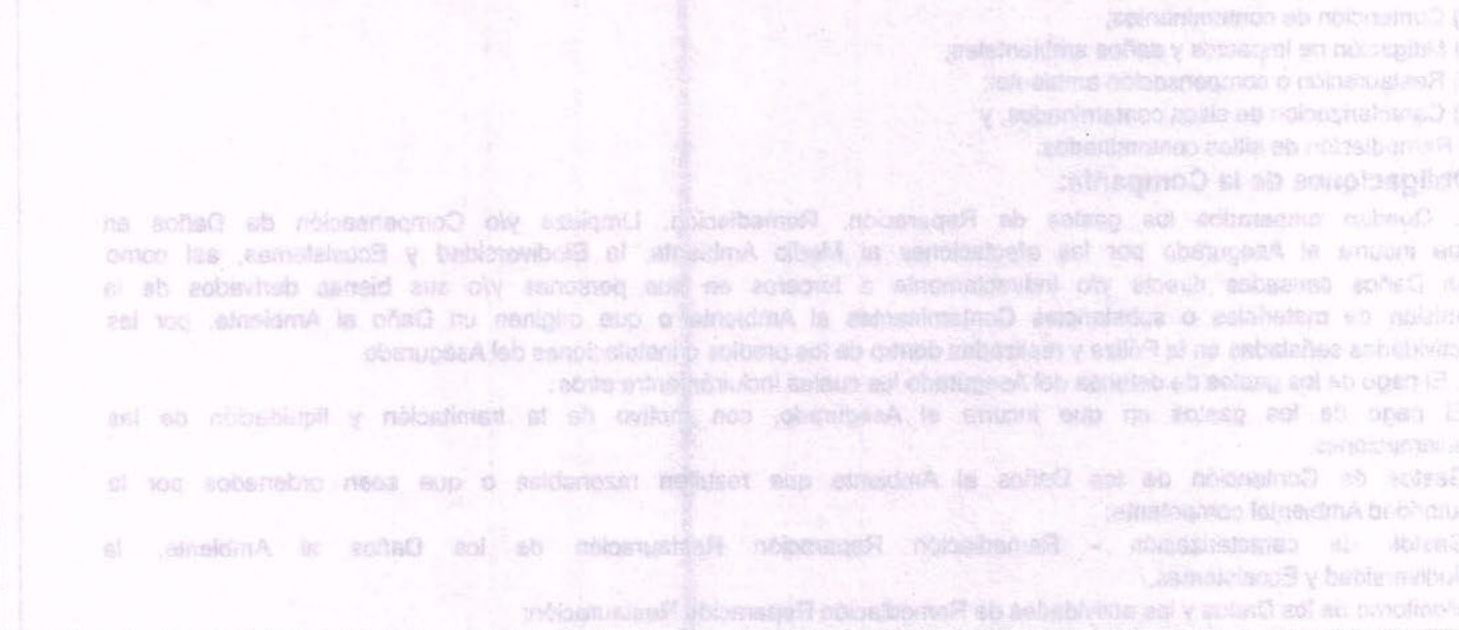 ) Contención de contaminantes;
) Mitigación de impactos y daños ambientales;
) Restauración o compensación ambiental;
) Caracterización de sitios contaminados, y
Remediación de sitios contaminados.
Obligaciones de la Compañía:
. Quedan amparados los gastos de Reparación, Remediación, Limpieza y/o Compensación de Daños en
que incurra el Asegurado por las afectaciones al Medio Ambiente, la Biodiversidad y Ecosistemas, así como
Daños causados directa y/o indirectamente a terceros en sus personas y/o sus bienes derivados de la
emisión de materiales o substancias Contaminantes al Ambiente o que originen un Daño al Ambiente, por las
actividades señaladas en la Póliza y realizadas dentro de los predios o instalaciones del Asegurado
. El pago de los gastos de defensa del Asegurado los cuales incluirán entre otros:
El pago de los gastos en que incurra el Asegurado, con motivo de la tramitación y liquidación de las
Gastos de Contención de los Daños al Ambiente que resulten razonables o que sean ordenados por la
autoridad Ambiental competente;
Gastos de caracterización – Remediación Reparación Restauración de los Daños al Ambiente, la
Biodiversidad y Ecosistemas.
Monitoreo de los Daños y las actividades de Remediación Reparación Restauración;